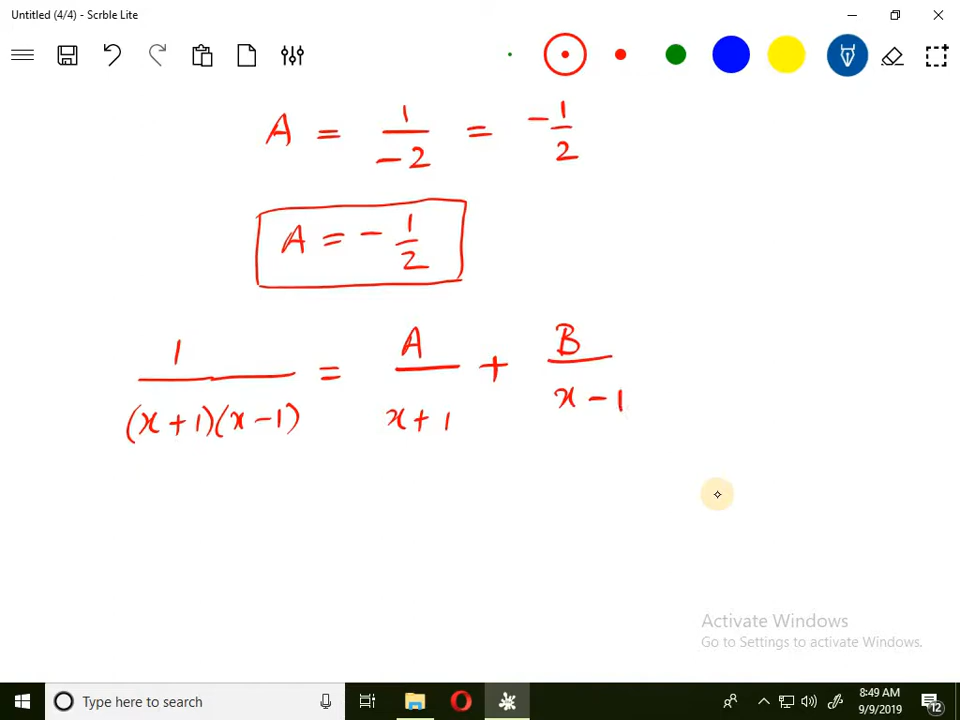 Untitled (4/4) - Scrble Lite
A = 1/-2 = -1/2
A = - 1/2
1/(x+1)(x-1) = A/x+1 + B/x-1
Activate Windows
Go to Settings to activate Windows.
Type here to search
8:49 AM
9/9/2019
12